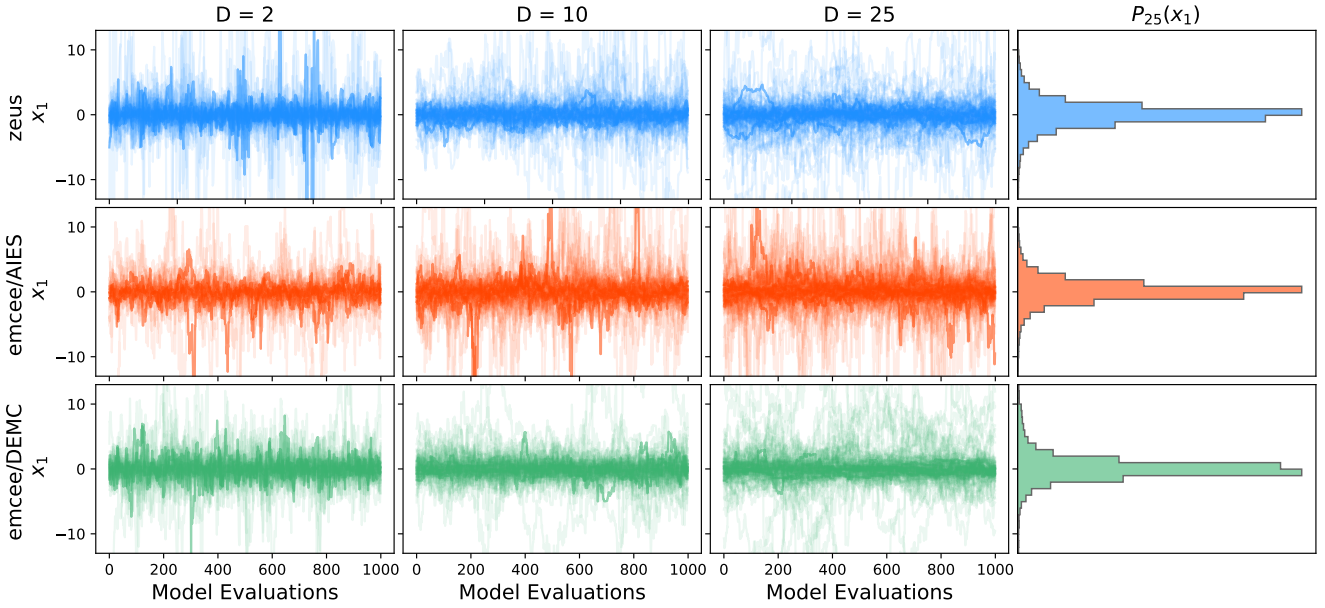 D = 2
D = 10
D = 25
P₂₅(x₁)
zeus
x₁
10
0
−10
emcee/AIES
x₁
10
0
−10
emcee/DEMC
x₁
10
0
−10
0 200 400 600 800 1000
0 200 400 600 800 1000
0 200 400 600 800 1000
Model Evaluations
Model Evaluations
Model Evaluations